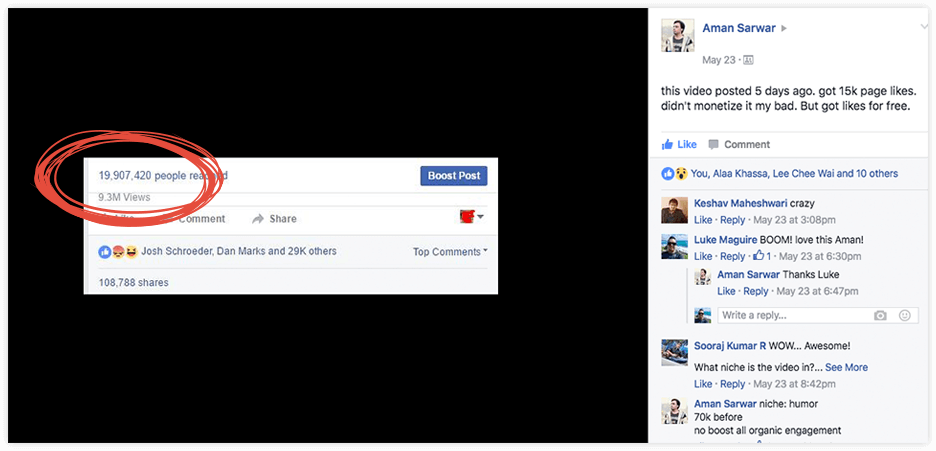 19,907,420 people reached
9.3M Views
Boost Post
Comment
Share
Josh Schroeder, Dan Marks and 29K others
Top Comments
108,788 shares
Aman Sarwar
May 23 ·
this video posted 5 days ago. got 15k page likes.
didn't monetize it my bad. But got likes for free.
Like Comment
You, Alaa Khassa, Lee Chee Wai and 10 others
Keshav Maheshwari crazy
Like · Reply · May 23 at 3:08pm
Luke Maguire BOOM! love this Aman!
Like · Reply · 1 · May 23 at 6:30pm
Aman Sarwar Thanks Luke
Like · Reply · May 23 at 6:47pm
Write a reply...
Sooraj Kumar R WOW... Awesome!
What niche is the video in?... See More
Like · Reply · May 23 at 8:42pm
Aman Sarwar niche: humor
70k before
no boost all organic engagement